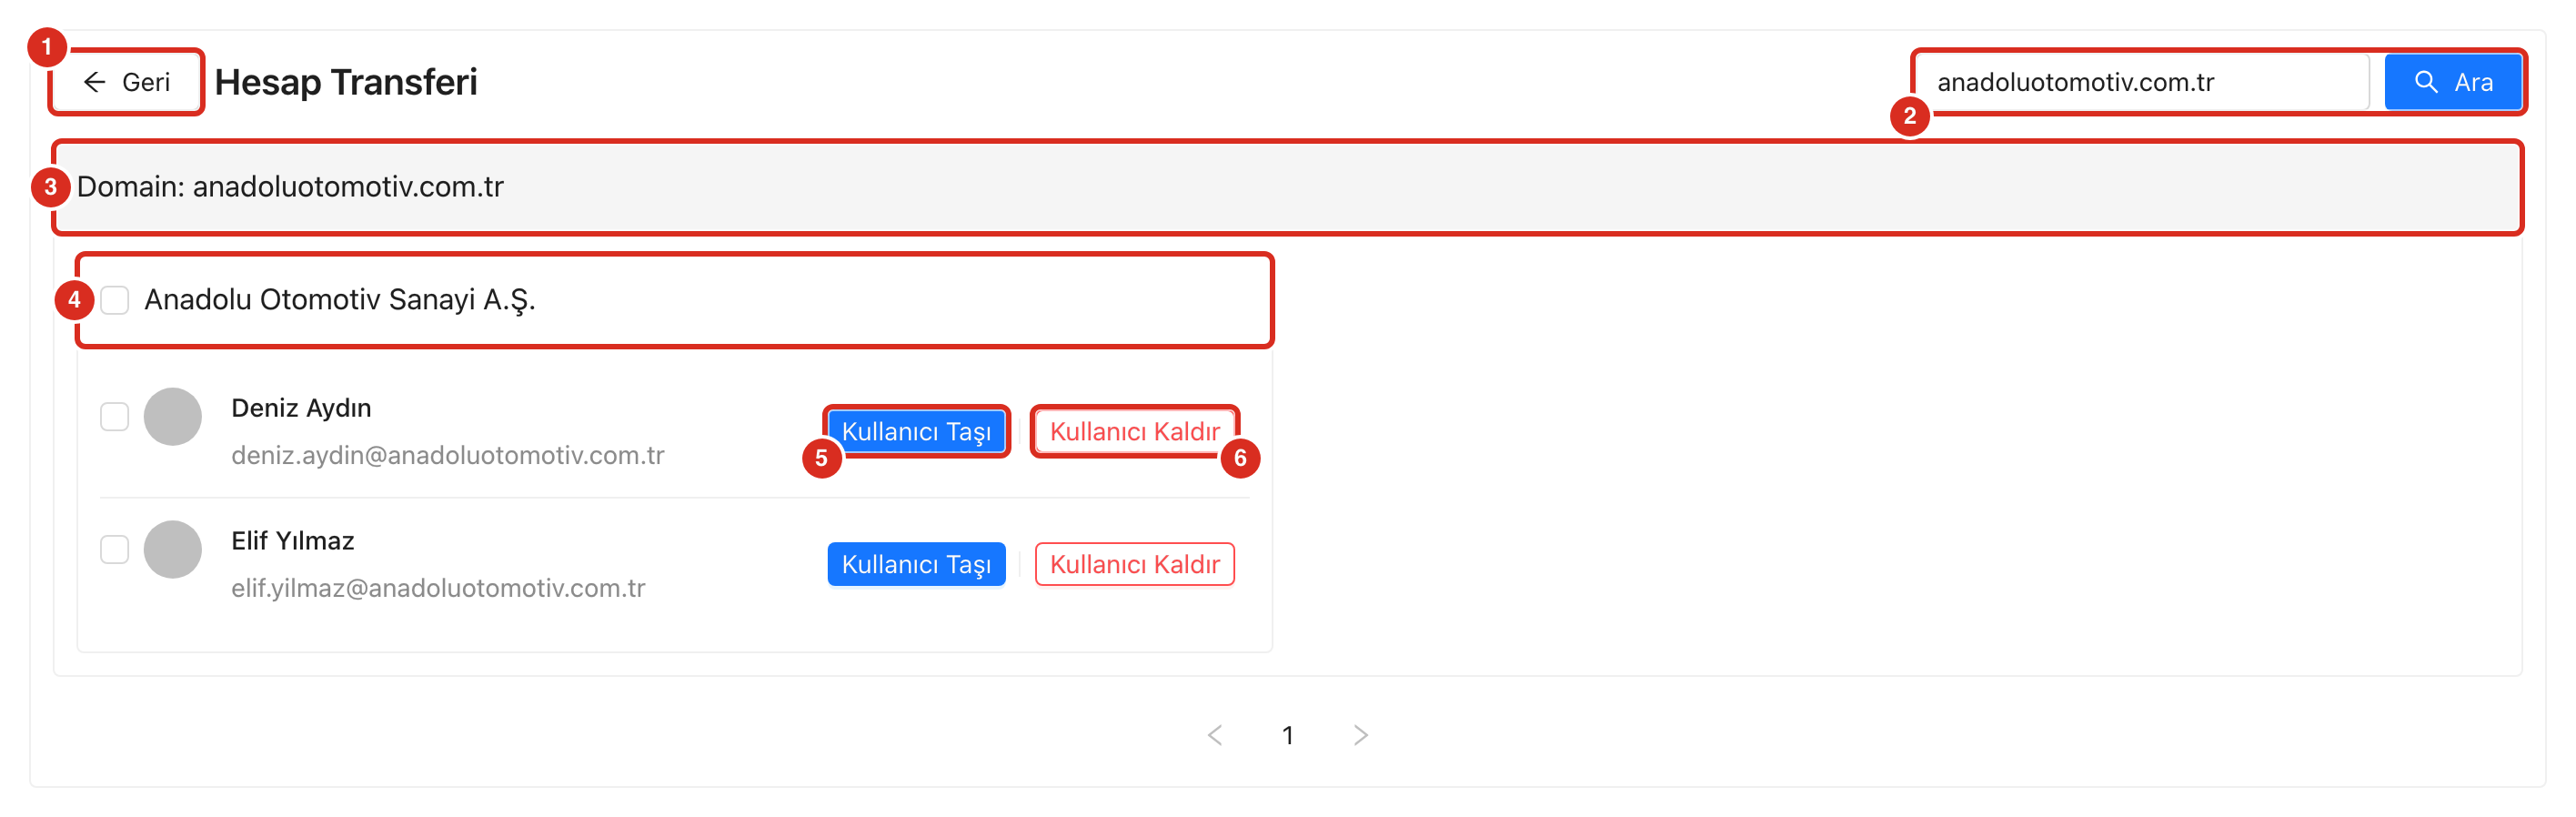 1
← Geri Hesap Transferi
anadoluotomotiv.com.tr Ara
2
3 Domain: anadoluotomotiv.com.tr
4 Anadolu Otomotiv Sanayi A.Ş.
Deniz Aydın
deniz.aydin@anadoluotomotiv.com.tr
Kullanıcı Taşı Kullanıcı Kaldır
5 6
Elif Yılmaz
elif.yilmaz@anadoluotomotiv.com.tr
Kullanıcı Taşı Kullanıcı Kaldır
< 1 >